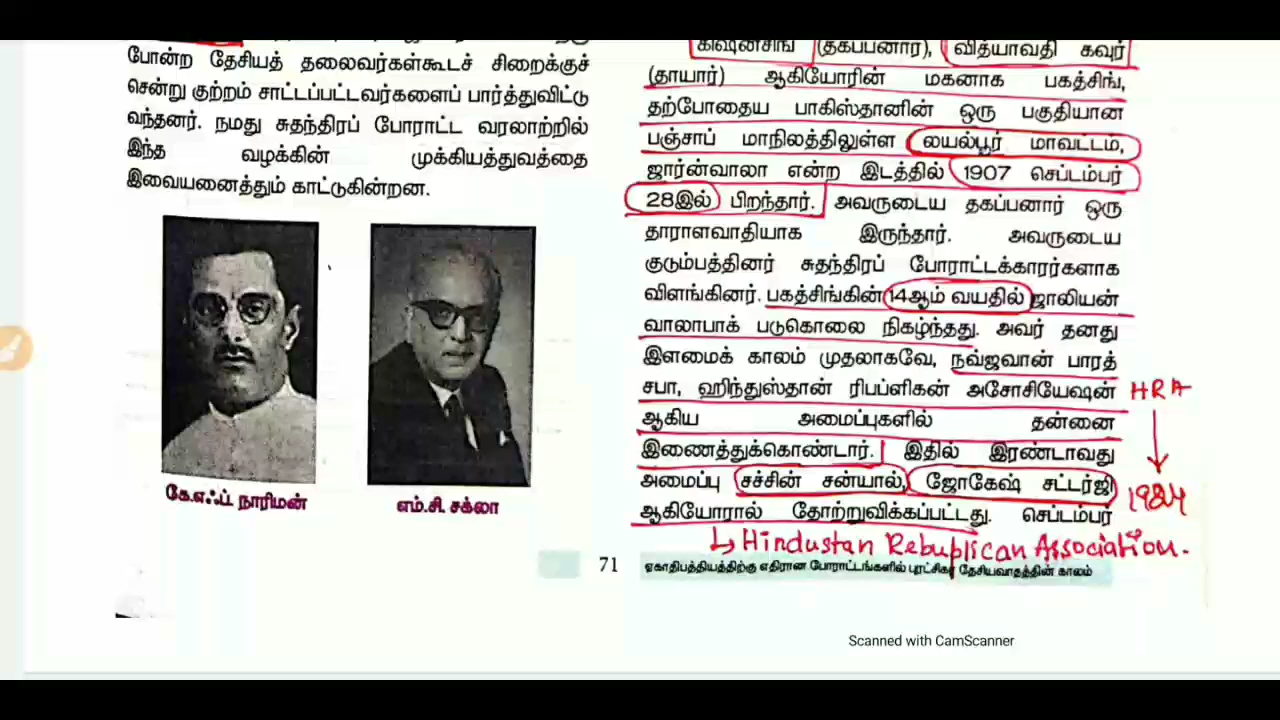 போன்ற தேசியத் தலைவர்கள்கூடச் சிறைக்குச்
சென்று குற்றம் சாட்டப்பட்டவர்களைப் பார்த்துவிட்டு
வந்தனர். நமது சுதந்திரப் போராட்ட வரலாற்றில்
இந்த வழக்கின் முக்கியத்துவத்தை
இவையனைத்தும் காட்டுகின்றன.
கே.எஃப். நாரிமன்
எம்.சி. சக்லா
கிஷன்சிங் (தகப்பனார்), வித்யாவதி கவுர்
(தாயார்) ஆகியோரின் மகனாக பகத்சிங்,
தற்போதைய பாகிஸ்தானின் ஒரு பகுதியான
பஞ்சாப் மாநிலத்திலுள்ள லயல்பூர் மாவட்டம்,
ஜார்ன்வாலா என்ற இடத்தில் 1907 செப்டம்பர்
28இல் பிறந்தார். அவருடைய தகப்பனார் ஒரு
தாராளவாதியாக இருந்தார். அவருடைய
குடும்பத்தினர் சுதந்திரப் போராட்டக்காரர்களாக
விளங்கினர். பகத்சிங்கின் 14ஆம் வயதில் ஜாலியன்
வாலாபாக் படுகொலை நிகழ்ந்தது. அவர் தனது
இளமைக் காலம் முதலாகவே, நவ்ஜவான் பாரத்
சபா, ஹிந்துஸ்தான் ரிபப்ளிகன் அசோசியேஷன் HRA
ஆகிய அமைப்புகளில் தன்னை
இணைத்துக்கொண்டார். இதில் இரண்டாவது
அமைப்பு சச்சின் சன்யால், ஜோகேஷ் சட்டர்ஜி 1924
ஆகியோரால் தோற்றுவிக்கப்பட்டது. செப்டம்பர்
Hindustan Rebuplican Association.
71 ஏகாதிபத்தியத்திற்கு எதிரான போராட்டங்களில் புரட்சிகர தேசியவாதத்தின் காலம்
Scanned with CamScanner